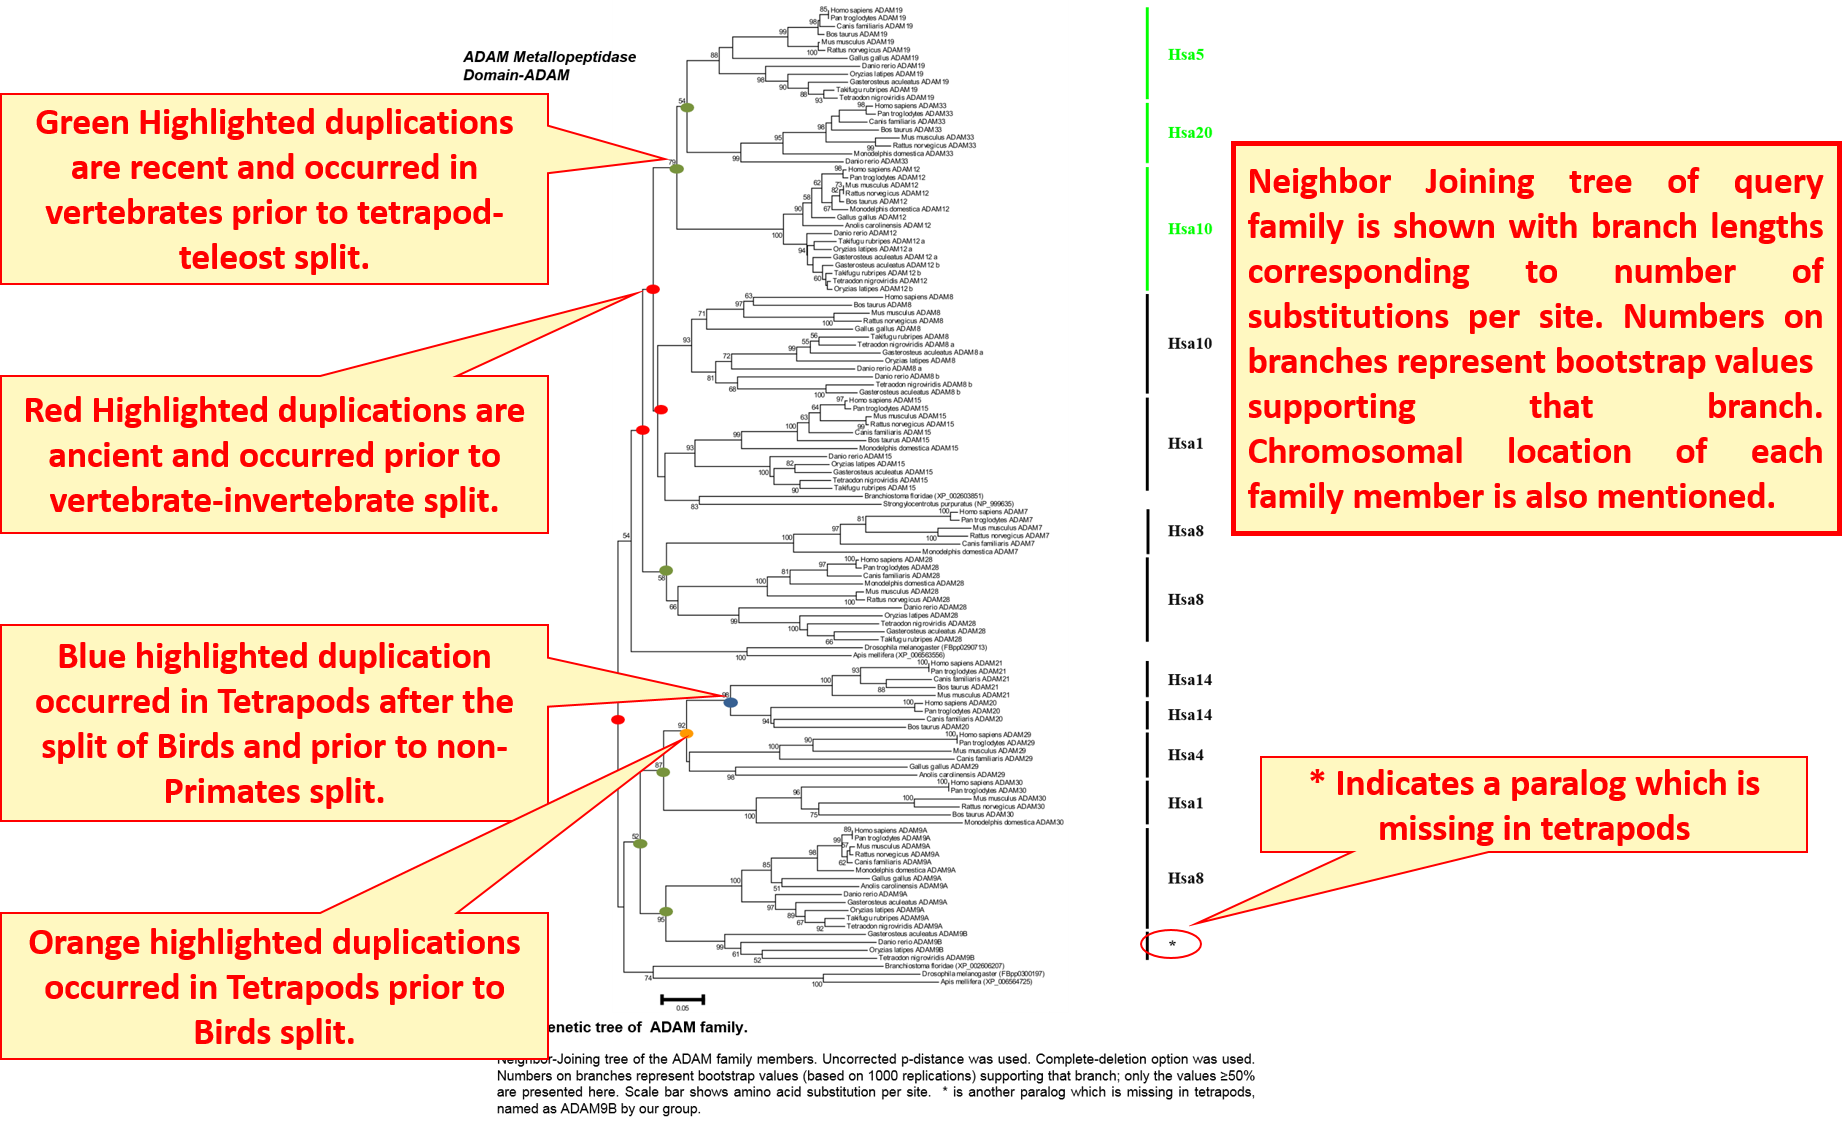 ADAM Metallopeptidase
Domain-ADAM
Green Highlighted duplications
are recent and occurred in
vertebrates prior to tetrapod-
teleost split.
Red Highlighted duplications are
ancient and occurred prior to
vertebrate-invertebrate split.
Blue highlighted duplication
occurred in Tetrapods after the
split of Birds and prior to non-
Primates split.
Orange highlighted duplications
occurred in Tetrapods prior to
Birds split.
Homo sapiens ADAM19
Pan troglodytes ADAM19
Canis familiaris ADAM19
Bos taurus ADAM19
Mus musculus ADAM19
Rattus norvegicus ADAM19
Gallus gallus ADAM19
Danio rerio ADAM19
Oryzias latipes ADAM19
Gasterosteus aculeatus ADAM19
Takifugu rubripes ADAM19
Tetraodon nigroviridis ADAM19
Homo sapiens ADAM33
Pan troglodytes ADAM33
Canis familiaris ADAM33
Bos taurus ADAM33
Mus musculus ADAM33
Rattus norvegicus ADAM33
Monodelphis domestica ADAM33
Danio rerio ADAM33
Homo sapiens ADAM12
Pan troglodytes ADAM12
Mus musculus ADAM12
Rattus norvegicus ADAM12
Bos taurus ADAM12
Monodelphis domestica ADAM12
Gallus gallus ADAM12
Anolis carolinensis ADAM12
Danio rerio ADAM12
Takifugu rubripes ADAM12 a
Oryzias latipes ADAM12 a
Gasterosteus aculeatus ADAM12 a
Gasterosteus aculeatus ADAM12 b
Takifugu rubripes ADAM12 b
Tetraodon nigroviridis ADAM12
Oryzias latipes ADAM12 b
Homo sapiens ADAM8
Bos taurus ADAM8
Mus musculus ADAM8
Rattus norvegicus ADAM8
Gallus gallus ADAM8
Takifugu rubripes ADAM8
Tetraodon nigroviridis ADAM8 a
Gasterosteus aculeatus ADAM8 a
Oryzias latipes ADAM8
Danio rerio ADAM8 a
Danio rerio ADAM8 b
Tetraodon nigroviridis ADAM8 b
Gasterosteus aculeatus ADAM8 b
Homo sapiens ADAM15
Pan troglodytes ADAM15
Mus musculus ADAM15
Rattus norvegicus ADAM15
Canis familiaris ADAM15
Bos taurus ADAM15
Monodelphis domestica ADAM15
Danio rerio ADAM15
Oryzias latipes ADAM15
Gasterosteus aculeatus ADAM15
Tetraodon nigroviridis ADAM15
Takifugu rubripes ADAM15
Branchiostoma floridae (XP_002603851)
Strongylocentrotus purpuratus (NP_999635)
Homo sapiens ADAM7
Pan troglodytes ADAM7
Mus musculus ADAM7
Rattus norvegicus ADAM7
Canis familiaris ADAM7
Monodelphis domestica ADAM7
Homo sapiens ADAM28
Pan troglodytes ADAM28
Canis familiaris ADAM28
Monodelphis domestica ADAM28
Mus musculus ADAM28
Rattus norvegicus ADAM28
Danio rerio ADAM28
Oryzias latipes ADAM28
Tetraodon nigroviridis ADAM28
Gasterosteus aculeatus ADAM28
Takifugu rubripes ADAM28
Drosophila melanogaster (FBpp0290713)
Apis mellifera (XP_006563556)
Homo sapiens ADAM21
Pan troglodytes ADAM21
Canis familiaris ADAM21
Bos taurus ADAM21
Mus musculus ADAM21
Homo sapiens ADAM20
Pan troglodytes ADAM20
Canis familiaris ADAM20
Bos taurus ADAM20
Homo sapiens ADAM29
Pan troglodytes ADAM29
Mus musculus ADAM29
Canis familiaris ADAM29
Gallus gallus ADAM29
Anolis carolinensis ADAM29
Homo sapiens ADAM30
Pan troglodytes ADAM30
Mus musculus ADAM30
Rattus norvegicus ADAM30
Bos taurus ADAM30
Monodelphis domestica ADAM30
Homo sapiens ADAM9A
Pan troglodytes ADAM9A
Mus musculus ADAM9A
Rattus norvegicus ADAM9A
Canis familiaris ADAM9A
Monodelphis domestica ADAM9A
Gallus gallus ADAM9A
Anolis carolinensis ADAM9A
Danio rerio ADAM9A
Gasterosteus aculeatus ADAM9A
Oryzias latipes ADAM9A
Takifugu rubripes ADAM9A
Tetraodon nigroviridis ADAM9A
Gasterosteus aculeatus ADAM9B
Danio rerio ADAM9B
Oryzias latipes ADAM9B
Tetraodon nigroviridis ADAM9B
Branchiostoma floridae (XP_002606207)
Drosophila melanogaster (FBpp0300197)
Apis mellifera (XP_006564725)
0.05
Hsa5
Hsa20
Hsa10
Hsa10
Hsa1
Hsa8
Hsa8
Hsa14
Hsa14
Hsa4
Hsa1
Hsa8
*
Neighbor Joining tree of query
family is shown with branch lengths
corresponding to number of
substitutions per site. Numbers on
branches represent bootstrap values
supporting that branch.
Chromosomal location of each
family member is also mentioned.
* Indicates a paralog which is
missing in tetrapods
enetic tree of ADAM family.
Neighbor-Joining tree of the ADAM family members. Uncorrected p-distance was used. Complete-deletion option was used.
Numbers on branches represent bootstrap values (based on 1000 replications) supporting that branch; only the values ≥50%
are presented here. Scale bar shows amino acid substitution per site. * is another paralog which is missing in tetrapods,
named as ADAM9B by our group.